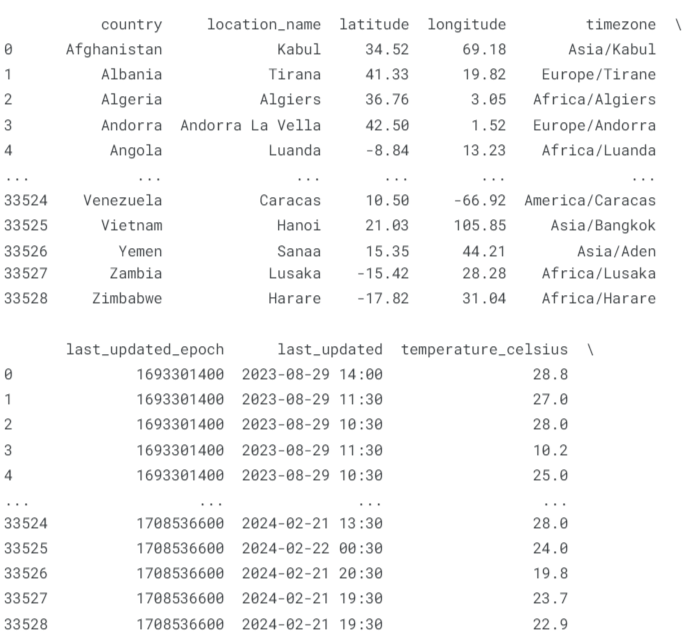 country location_name latitude longitude timezone \
0 Afghanistan Kabul 34.52 69.18 Asia/Kabul
1 Albania Tirana 41.33 19.82 Europe/Tirane
2 Algeria Algiers 36.76 3.05 Africa/Algiers
3 Andorra Andorra La Vella 42.50 1.52 Europe/Andorra
4 Angola Luanda -8.84 13.23 Africa/Luanda
... ... ... ... ... ...
33524 Venezuela Caracas 10.50 -66.92 America/Caracas
33525 Vietnam Hanoi 21.03 105.85 Asia/Bangkok
33526 Yemen Sanaa 15.35 44.21 Asia/Aden
33527 Zambia Lusaka -15.42 28.28 Africa/Lusaka
33528 Zimbabwe Harare -17.82 31.04 Africa/Harare
last_updated_epoch last_updated temperature_celsius \
0 1693301400 2023-08-29 14:00 28.8
1 1693301400 2023-08-29 11:30 27.0
2 1693301400 2023-08-29 10:30 28.0
3 1693301400 2023-08-29 11:30 10.2
4 1693301400 2023-08-29 10:30 25.0
... ... ... ...
33524 1708536600 2024-02-21 13:30 28.0
33525 1708536600 2024-02-22 00:30 24.0
33526 1708536600 2024-02-21 20:30 19.8
33527 1708536600 2024-02-21 19:30 23.7
33528 1708536600 2024-02-21 19:30 22.9